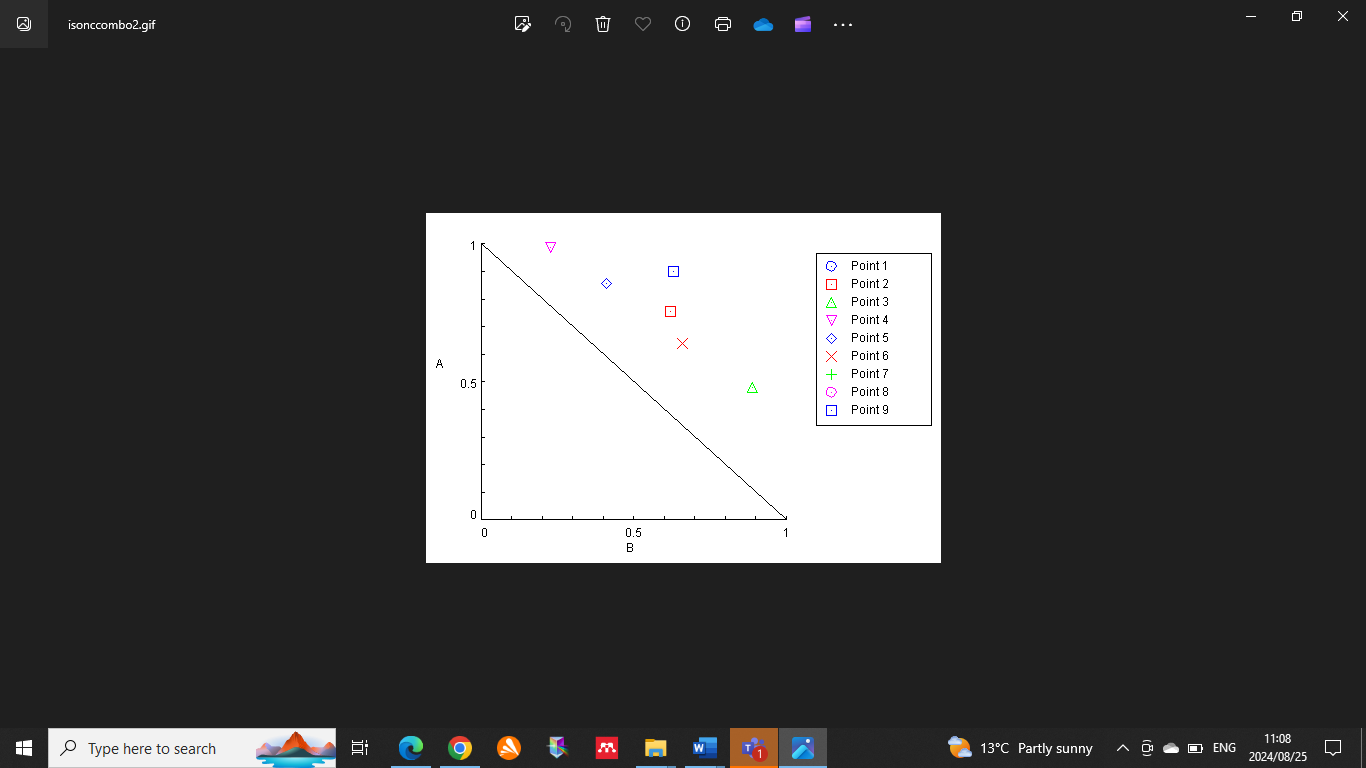 isonccombo2.gif
1
0.5
0
A
0 0.5 1
B
Point 1
Point 2
Point 3
Point 4
Point 5
Point 6
Point 7
Point 8
Point 9
Type here to search
W
T 1
13°C Partly sunny
ENG
11:08
2024/08/25